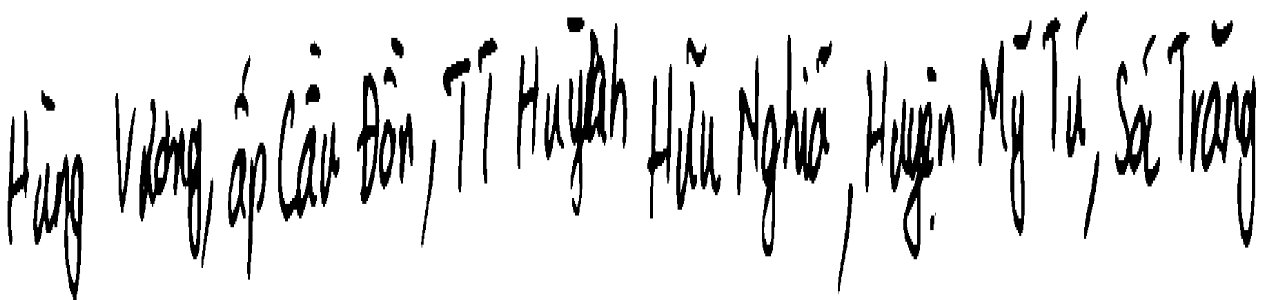 Hùng Vương, ấp Cầu Đồn, TT Huỳnh Hữu Nghĩa, Huyện Mỹ Tú, Sóc Trăng